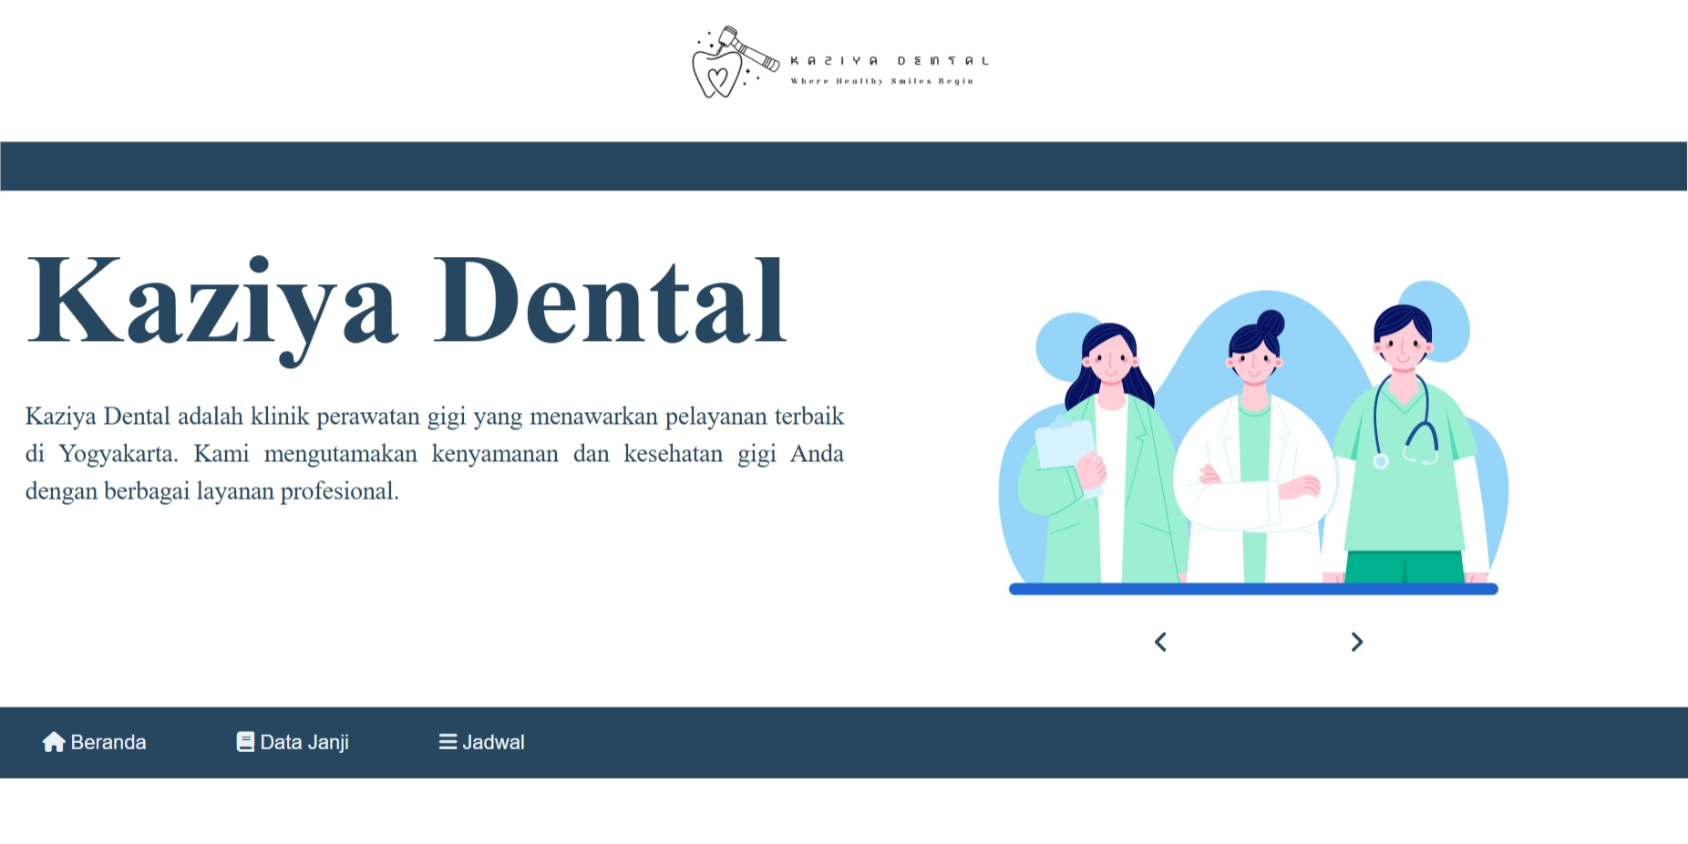 KAZIYA DENTAL
Where Healthy Smiles Begin
Kaziya Dental
Kaziya Dental adalah klinik perawatan gigi yang menawarkan pelayanan terbaik
di Yogyakarta. Kami mengutamakan kenyamanan dan kesehatan gigi Anda
dengan berbagai layanan profesional.
Beranda
Data Janji
Jadwal